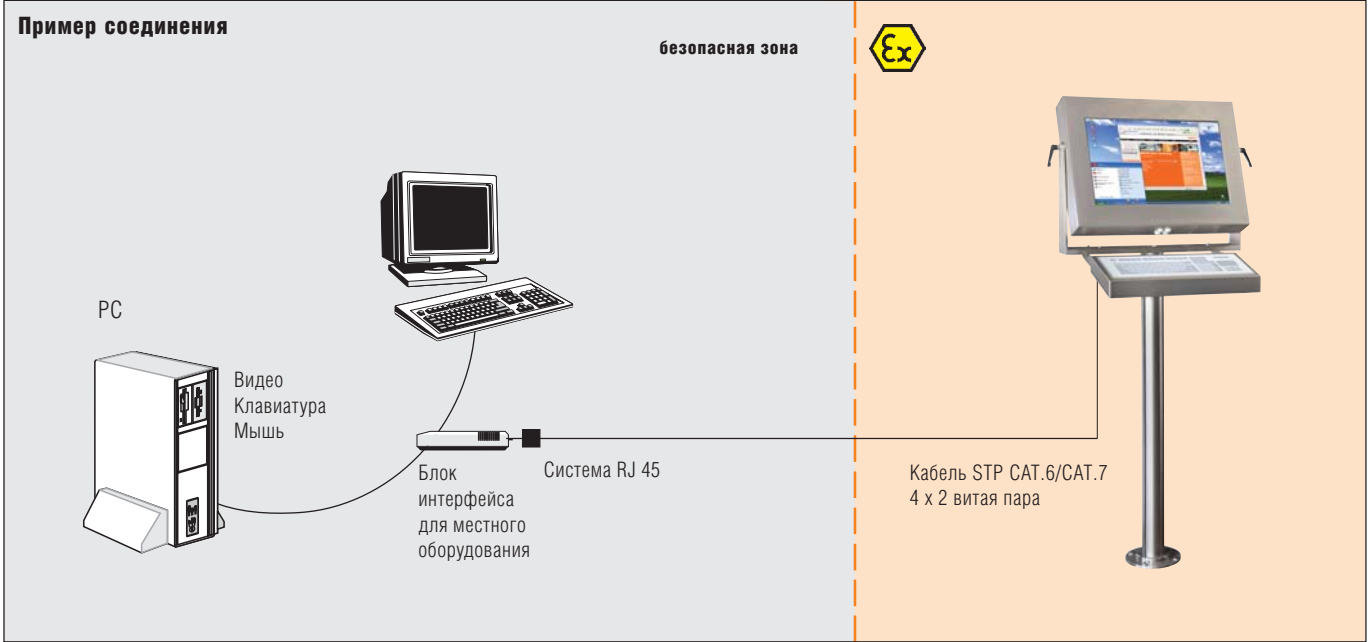 Пример соединения
безопасная зона
Ex
PC
Видео
Клавиатура
Мышь
Блок
интерфейса
для местного
оборудования
Система RJ 45
Кабель STP CAT.6/CAT.7
4 x 2 витая пара